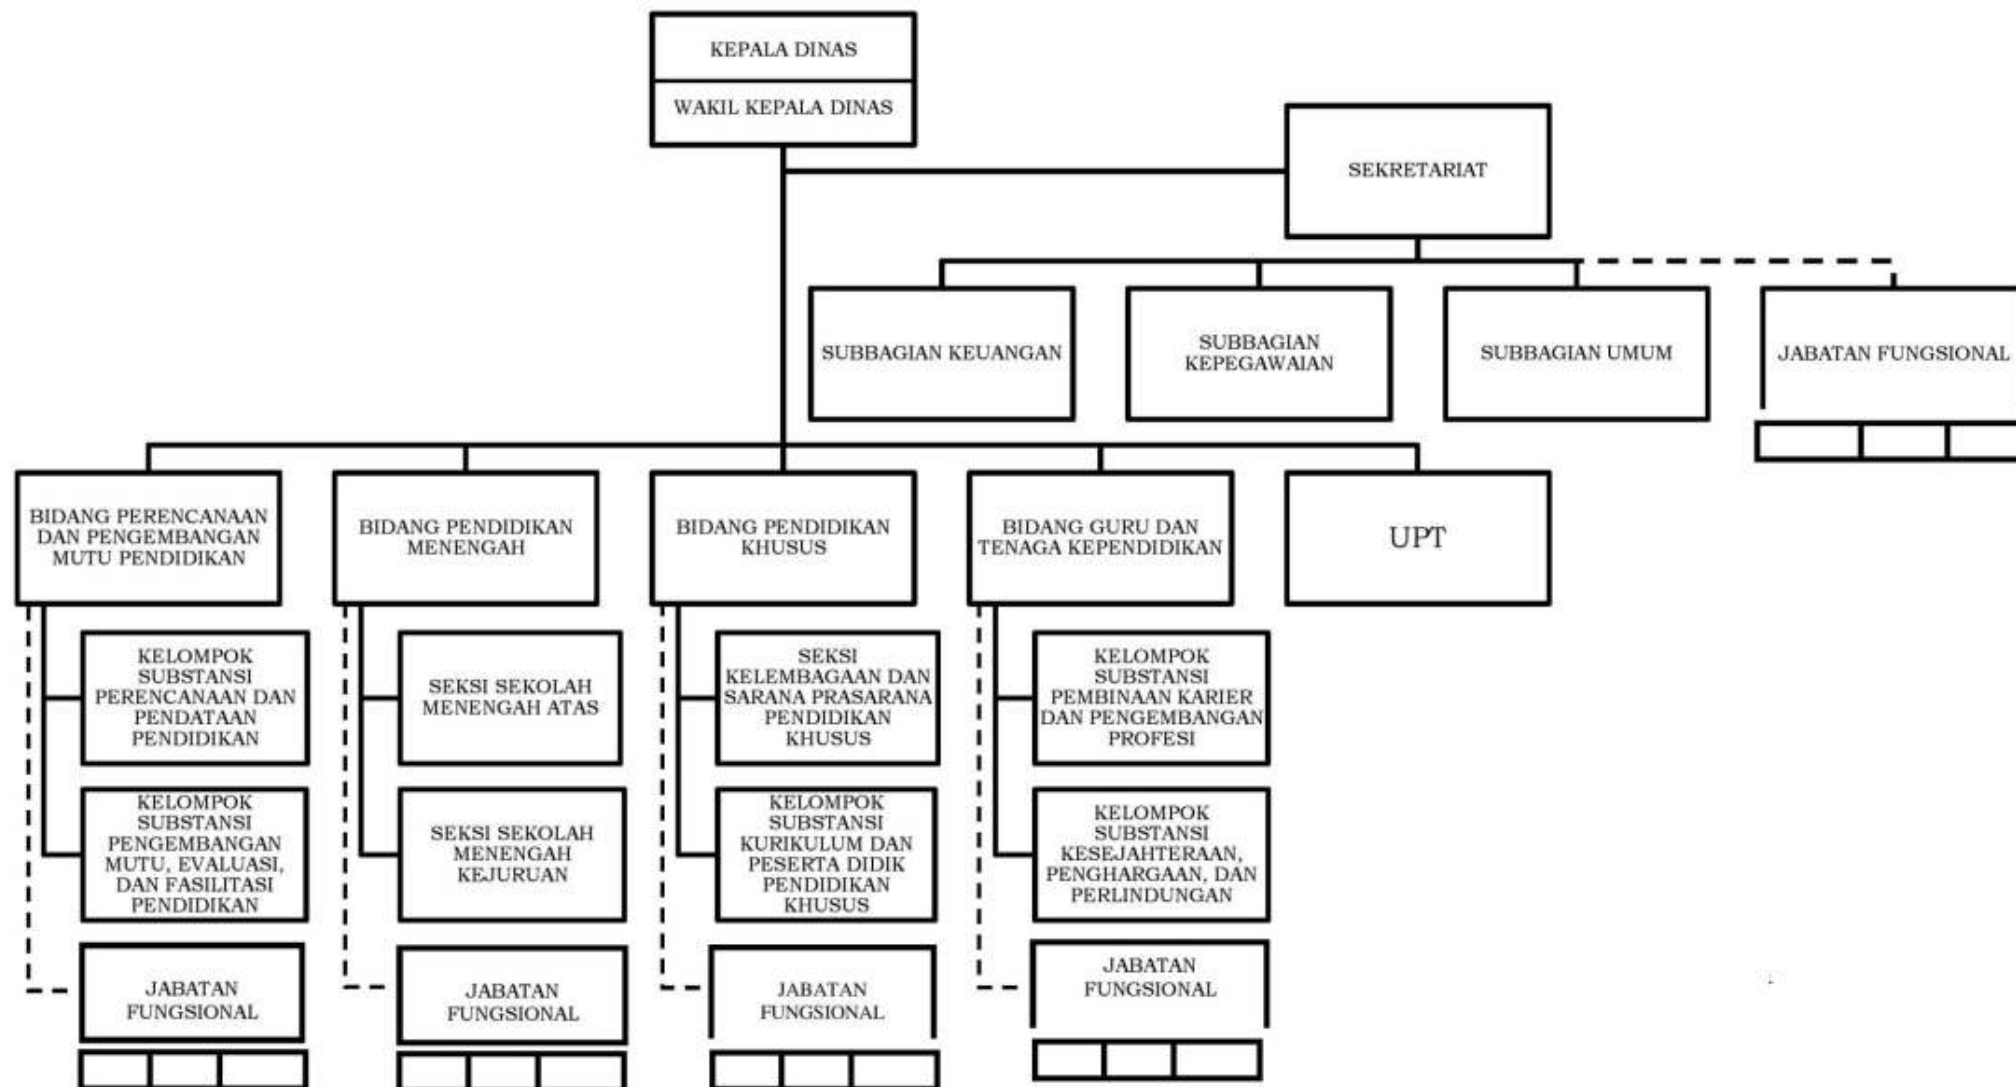 KEPALA DINAS
WAKIL KEPALA DINAS
SEKRETARIAT
SUBBAGIAN KEUANGAN
SUBBAGIAN
KEPEGAWAIAN
SUBBAGIAN UMUM
JABATAN FUNGSIONAL
BIDANG PERENCANAAN
DAN PENGEMBANGAN
MUTU PENDIDIKAN
BIDANG PENDIDIKAN
MENENGAH
BIDANG PENDIDIKAN
KHUSUS
BIDANG GURU DAN
TENAGA KEPENDIDIKAN
UPT
KELOMPOK
SUBSTANSI
PERENCANAAN DAN
PENDATAAN
PENDIDIKAN
SEKSI SEKOLAH
MENENGAH ATAS
SEKSI
KELEMBAGAAN DAN
SARANA PRASARANA
PENDIDIKAN
KHUSUS
KELOMPOK
SUBSTANSI
PEMBINAAN KARIER
DAN PENGEMBANGAN
PROFESI
KELOMPOK
SUBSTANSI
PENGEMBANGAN
MUTU, EVALUASI,
DAN FASILITASI
PENDIDIKAN
SEKSI SEKOLAH
MENENGAH
KEJURUAN
KELOMPOK
SUBSTANSI
KURIKULUM DAN
PESERTA DIDIK
PENDIDIKAN
KHUSUS
KELOMPOK
SUBSTANSI
KESEJAHTERAAN,
PENGHARGAAN, DAN
PERLINDUNGAN
JABATAN
FUNGSIONAL
JABATAN
FUNGSIONAL
JABATAN
FUNGSIONAL
JABATAN
FUNGSIONAL